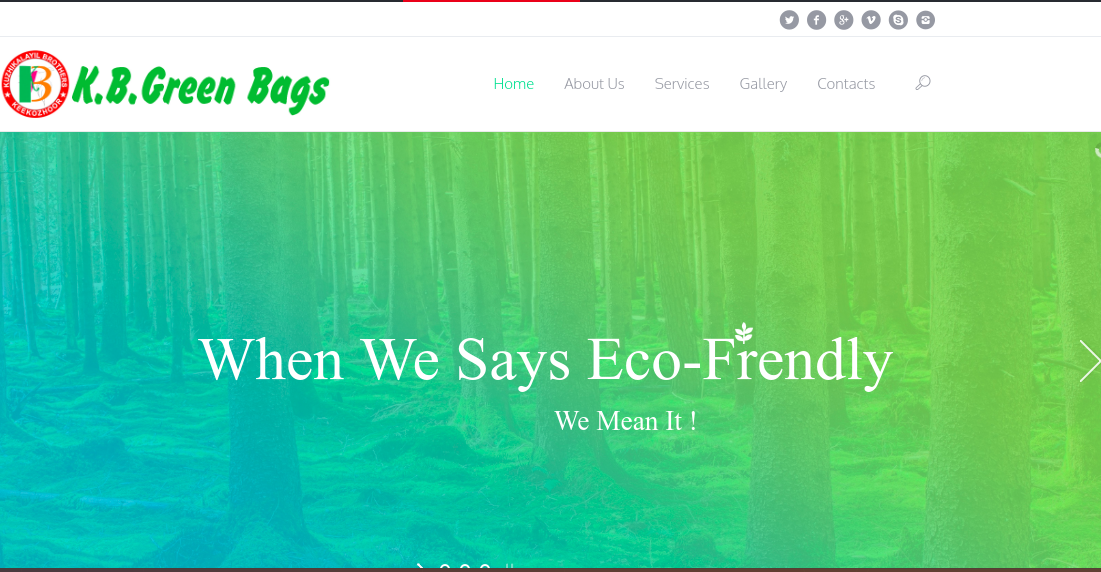 KUZHIKALAYIL BROTHERS
B
KEEKOZHOOR
K.B.Green Bags
Home About Us Services Gallery Contacts
When We Says Eco-Frendly
We Mean It !